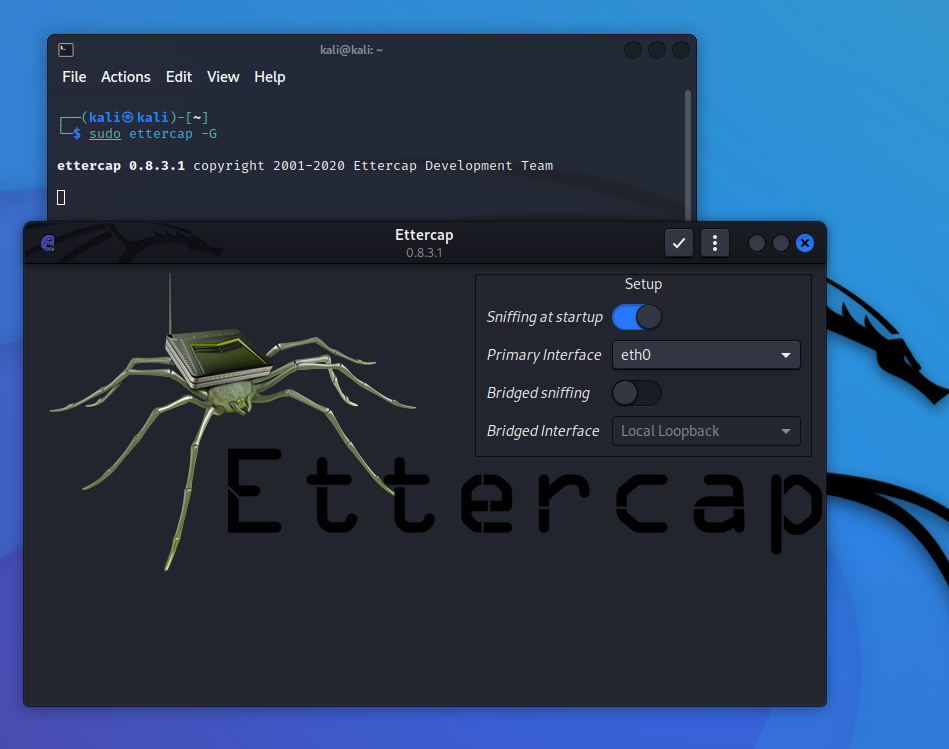 kali@kali: ~
File Actions Edit View Help
┌──(kali㉿kali)-[~]
└─$ sudo ettercap -G
ettercap 0.8.3.1 copyright 2001-2020 Ettercap Development Team
Ettercap
0.8.3.1
Setup
Sniffing at startup
Primary Interface eth0
Bridged sniffing
Bridged Interface Local Loopback
Ettercap